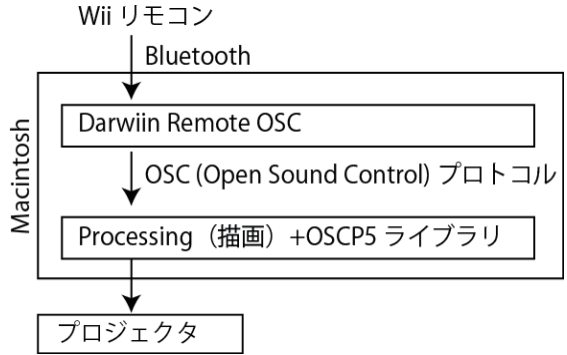 Wii リモコン
Bluetooth
Macintosh
Darwiin Remote OSC
OSC (Open Sound Control) プロトコル
Processing（描画）+OSCP5 ライブラリ
プロジェクタ